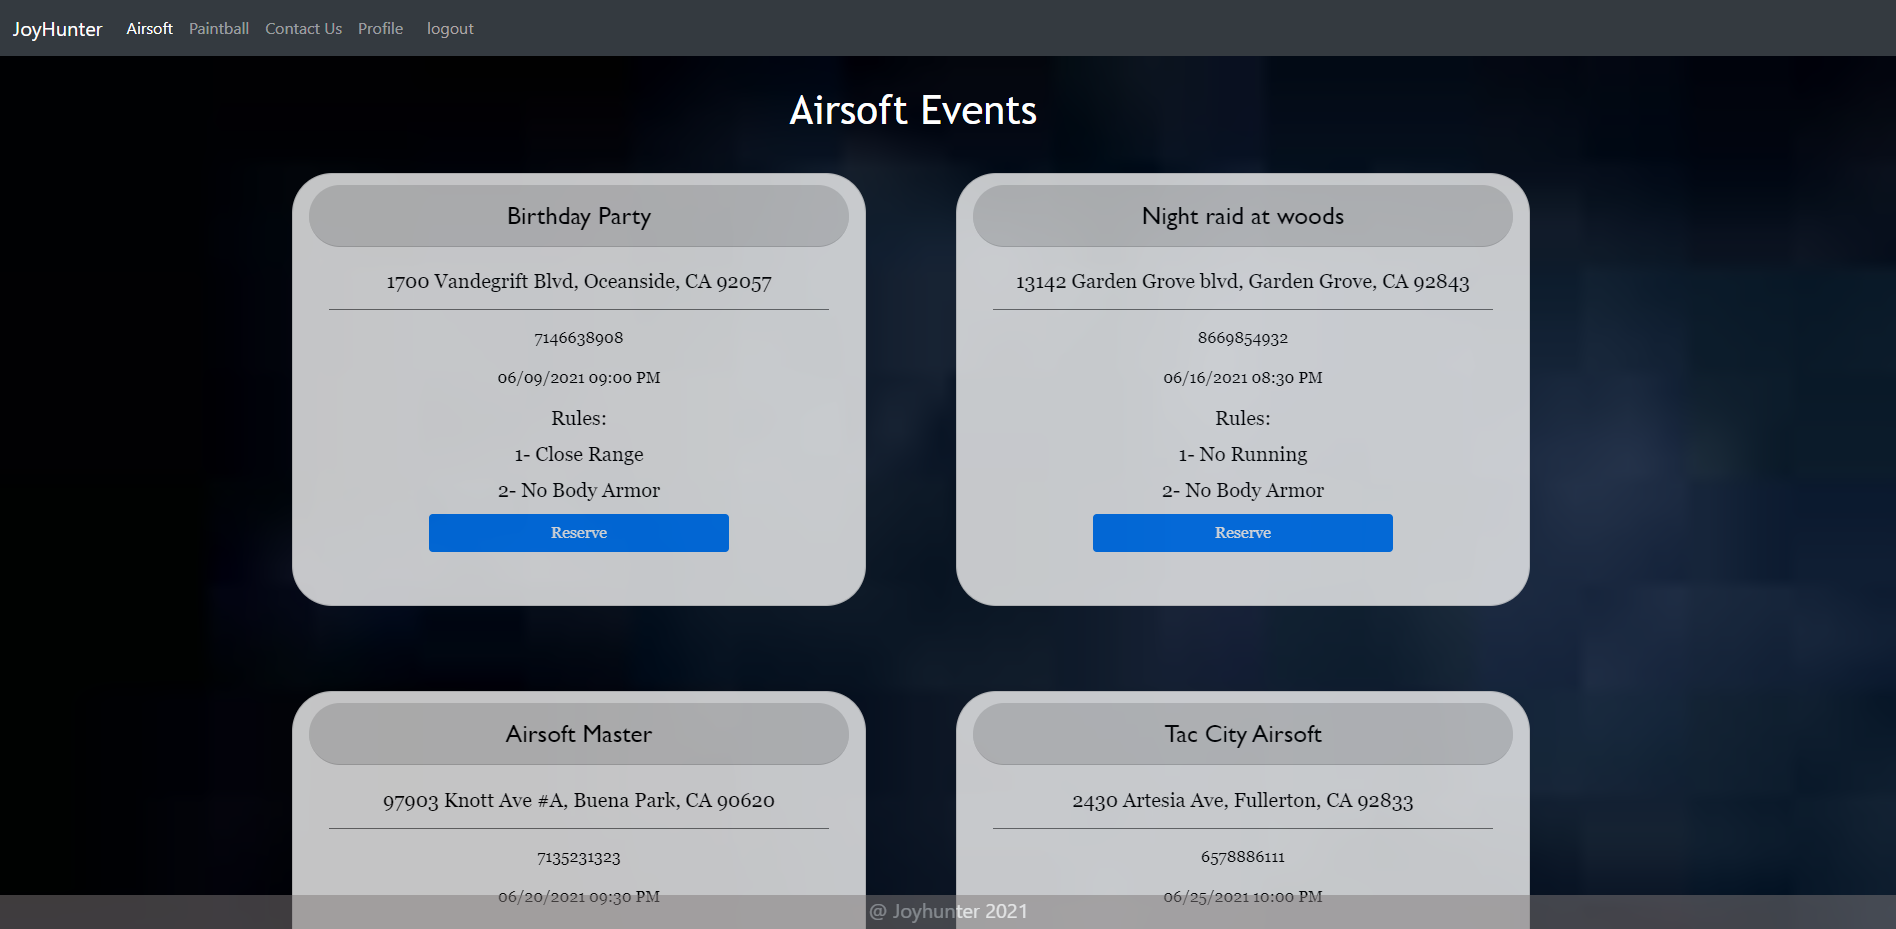 JoyHunter Airsoft Paintball Contact Us Profile logout
Airsoft Events
Birthday Party
1700 Vandegrift Blvd, Oceanside, CA 92057
7146638908
06/09/2021 09:00 PM
Rules:
1- Close Range
2- No Body Armor
Reserve
Night raid at woods
13142 Garden Grove blvd, Garden Grove, CA 92843
8669854932
06/16/2021 08:30 PM
Rules:
1- No Running
2- No Body Armor
Reserve
Airsoft Master
97903 Knott Ave #A, Buena Park, CA 90620
7135231323
06/20/2021 09:30 PM
Tac City Airsoft
2430 Artesia Ave, Fullerton, CA 92833
6578886111
06/25/2021 10:00 PM
@ Joyhunter 2021